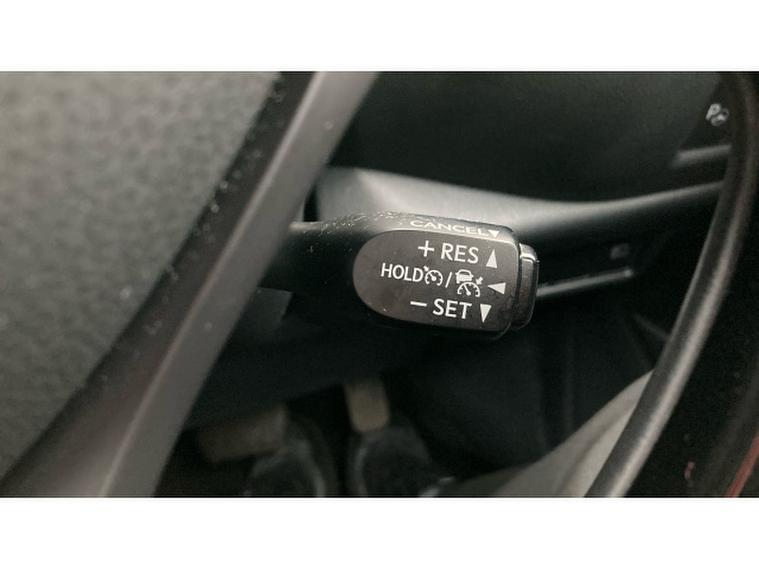 CANCEL▼
+ RES ▲
HOLD / ◀
− SET ▼
P